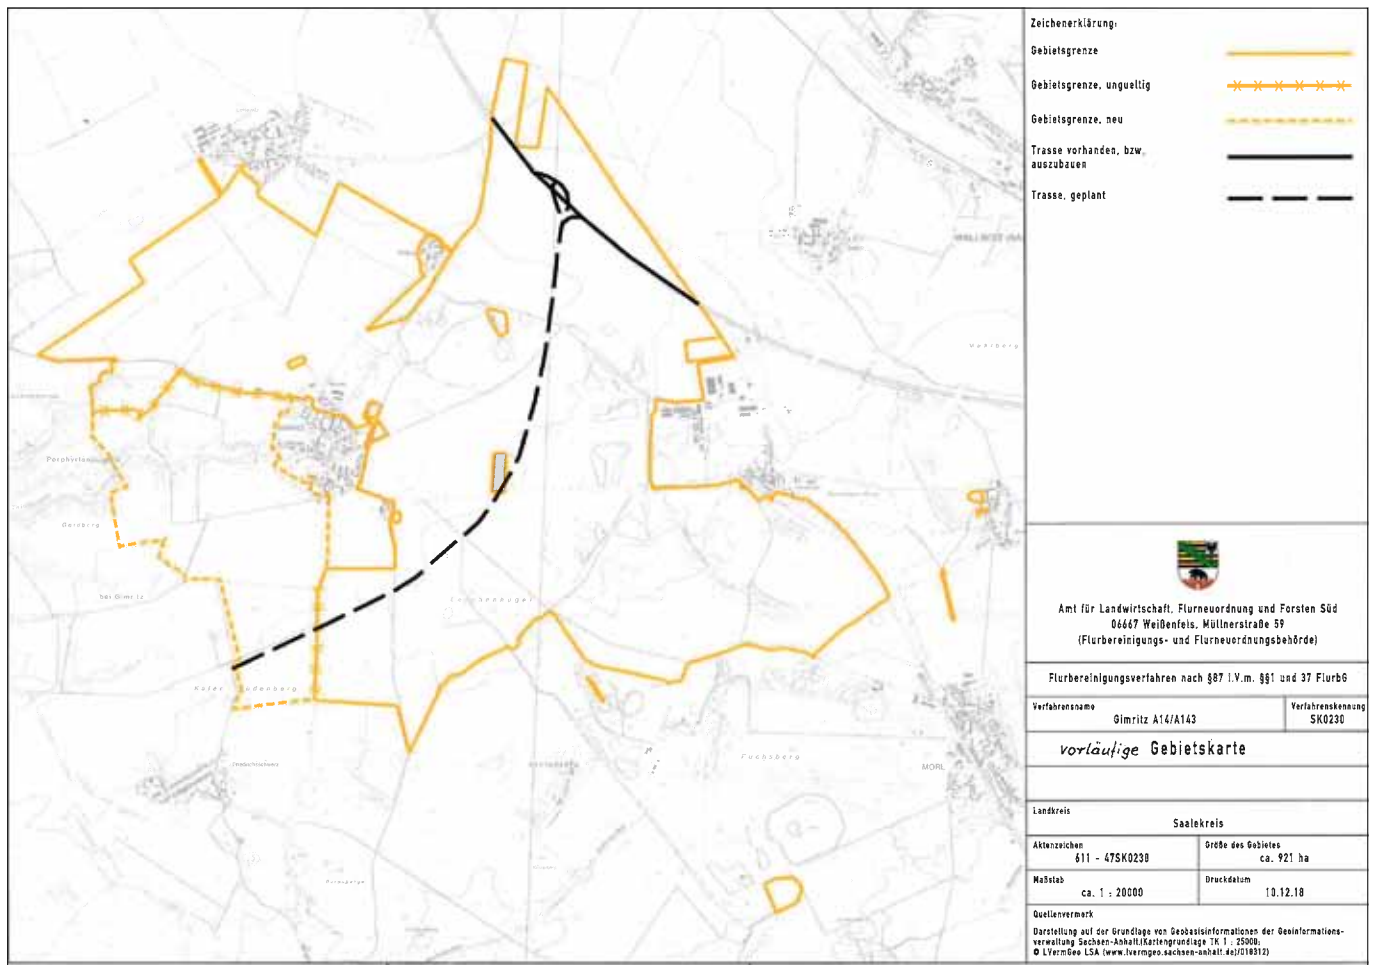 Zeichenerklärung:
Gebietsgrenze
Gebietsgrenze, ungueltig
Gebietsgrenze, neu
Trasse vorhanden, bzw.
auszubauen
Trasse, geplant
Fuchsberg
MORL
Amt für Landwirtschaft, Flurneuordnung und Forsten Süd
06667 Weißenfels, Müllnerstraße 59
(Flurbereinigungs- und Flurneuordnungsbehörde)
Flurbereinigungsverfahren nach §87 i.V.m. §§1 und 37 FlurbG
Verfahrensname
Gimritz A14/A143
Verfahrenskennung
SK0230
vorläufige Gebietskarte
Landkreis
Saalekreis
Aktenzeichen
611 - 47SK0230
Größe des Gebietes
ca. 921 ha
Maßstab
ca. 1 : 20000
Druckdatum
10.12.18
Quellenvermerk
Darstellung auf der Grundlage von Geobasisinformationen der Geoinformations-
verwaltung Sachsen-Anhalt.(Kartengrundlage TK 1 : 25000;
© LVermGeo LSA (www.lvermgeo.sachsen-anhalt.de)/010312)